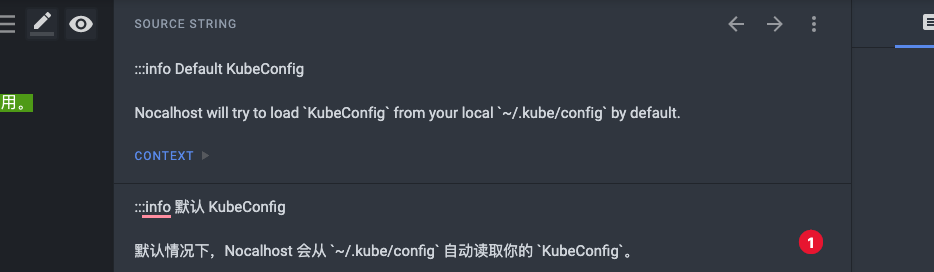 SOURCE STRING
:::info Default KubeConfig
用。
Nocalhost will try to load `KubeConfig` from your local `~/.kube/config` by default.
CONTEXT
:::info 默认 KubeConfig
默认情况下，Nocalhost 会从 `~/.kube/config` 自动读取你的 `KubeConfig`。
1